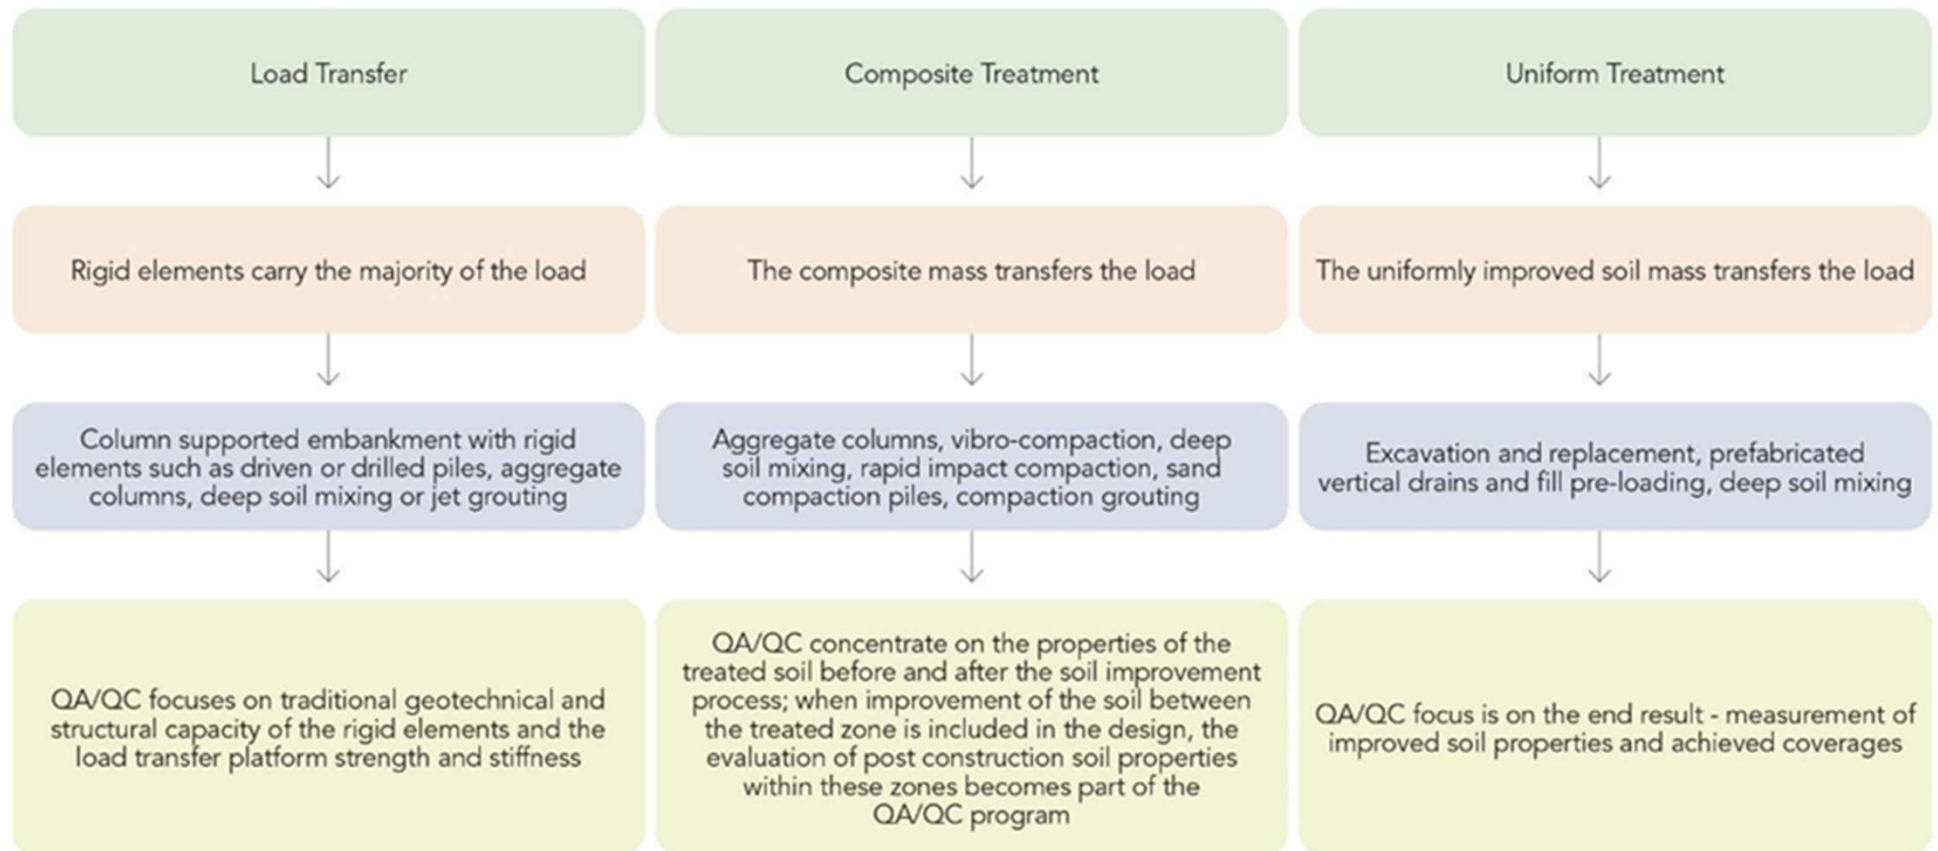 Load Transfer
Composite Treatment
Uniform Treatment
Rigid elements carry the majority of the load
The composite mass transfers the load
The uniformly improved soil mass transfers the load
Column supported embankment with rigid
elements such as driven or drilled piles, aggregate
columns, deep soil mixing or jet grouting
Aggregate columns, vibro-compaction, deep
soil mixing, rapid impact compaction, sand
compaction piles, compaction grouting
Excavation and replacement, prefabricated
vertical drains and fill pre-loading, deep soil mixing
QA/QC focuses on traditional geotechnical and
structural capacity of the rigid elements and the
load transfer platform strength and stiffness
QA/QC concentrate on the properties of the
treated soil before and after the soil improvement
process; when improvement of the soil between
the treated zone is included in the design, the
evaluation of post construction soil properties
within these zones becomes part of the
QA/QC program
QA/QC focus is on the end result - measurement of
improved soil properties and achieved coverages